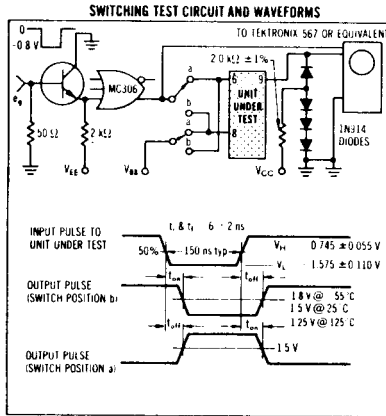 SWITCHING TEST CIRCUIT AND WAVEFORMS
TO TEKTRONIX 567 OR EQUIVALENT
0
-0.8 V
MC306
2.0 kΩ ± 1%
a
b
a
b
6 9
8
UNIT
UNDER
TEST
e₀
50 Ω
2 kΩ
VEE
VBB
VCC
1N914
DIODES
INPUT PULSE TO
UNIT UNDER TEST
tr & tf 6 ± 2 ns
50%
150 ns typ
VH 0.745 ± 0.055 V
VL 1.575 ± 0.110 V
ton
toff
OUTPUT PULSE
(SWITCH POSITION b)
1.8 V @ 55°C
1.5 V @ 25°C
1.25 V @ 125°C
toff
ton
OUTPUT PULSE
(SWITCH POSITION a)
1.5 V